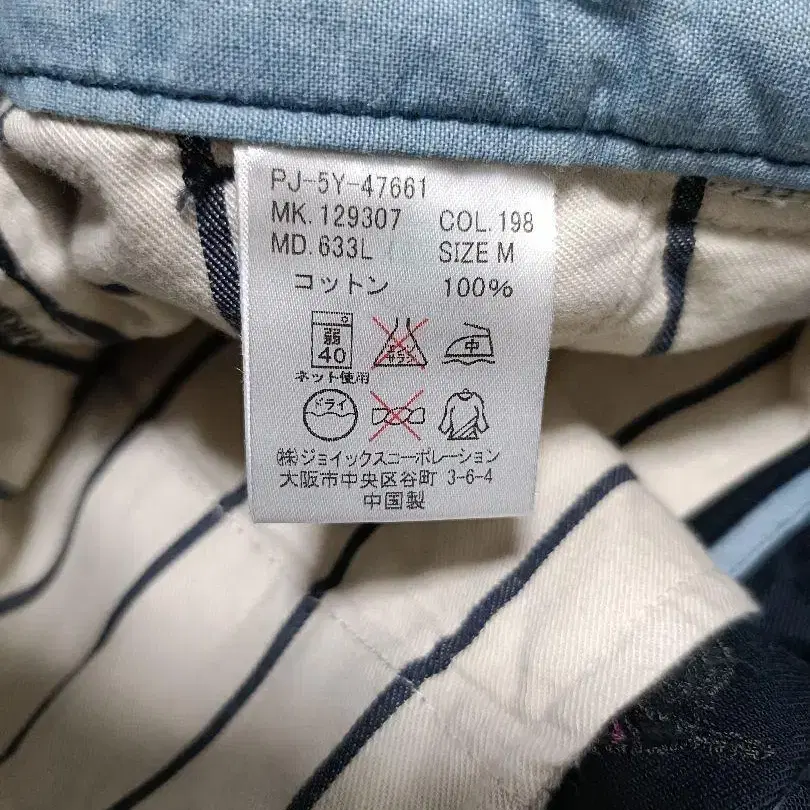 PJ-5Y-47661
MK.129307 COL.198
MD.633L SIZE M
コットン 100%
弱
40
エンソ
サラシ
中
ネット使用
ドライ
㈱ジョイックスコーポレーション
大阪市中央区谷町 3-6-4
中国製